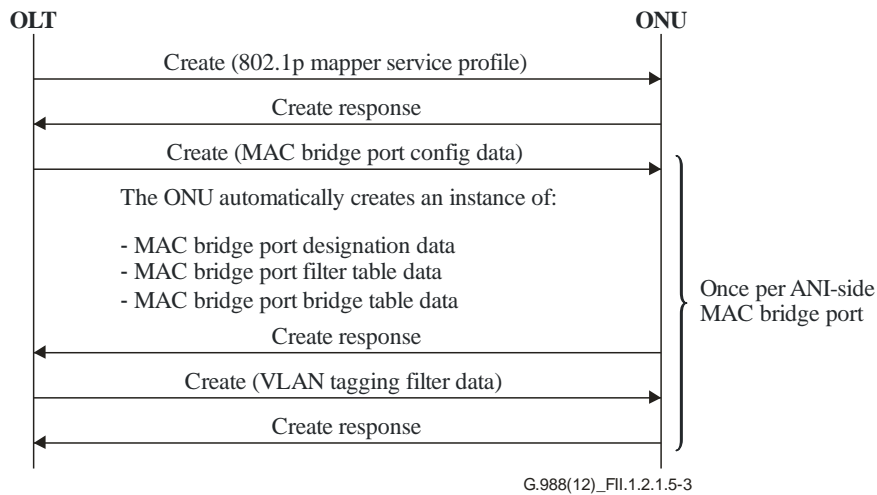 OLT
ONU
Create (802.1p mapper service profile)
Create response
Create (MAC bridge port config data)
The ONU automatically creates an instance of:
- MAC bridge port designation data
- MAC bridge port filter table data
- MAC bridge port bridge table data
Once per ANI-side
MAC bridge port
Create response
Create (VLAN tagging filter data)
Create response
G.988(12)_FII.1.2.1.5-3